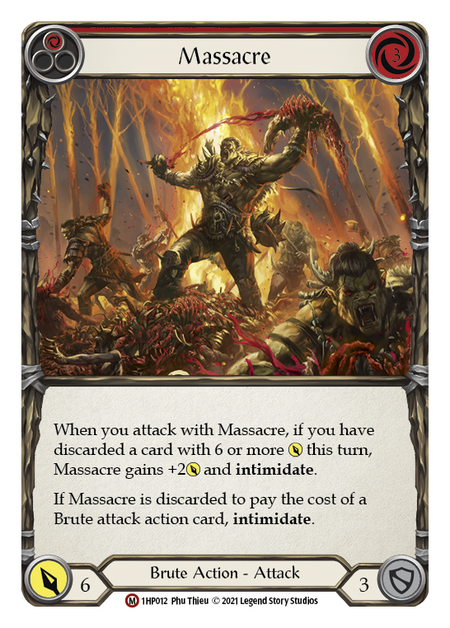 Massacre
3
When you attack with Massacre, if you have
discarded a card with 6 or more this turn,
Massacre gains +2 and intimidate.
If Massacre is discarded to pay the cost of a
Brute attack action card, intimidate.
6
Brute Action - Attack
3
M 1HP012 Phu Thieu © 2021 Legend Story Studios